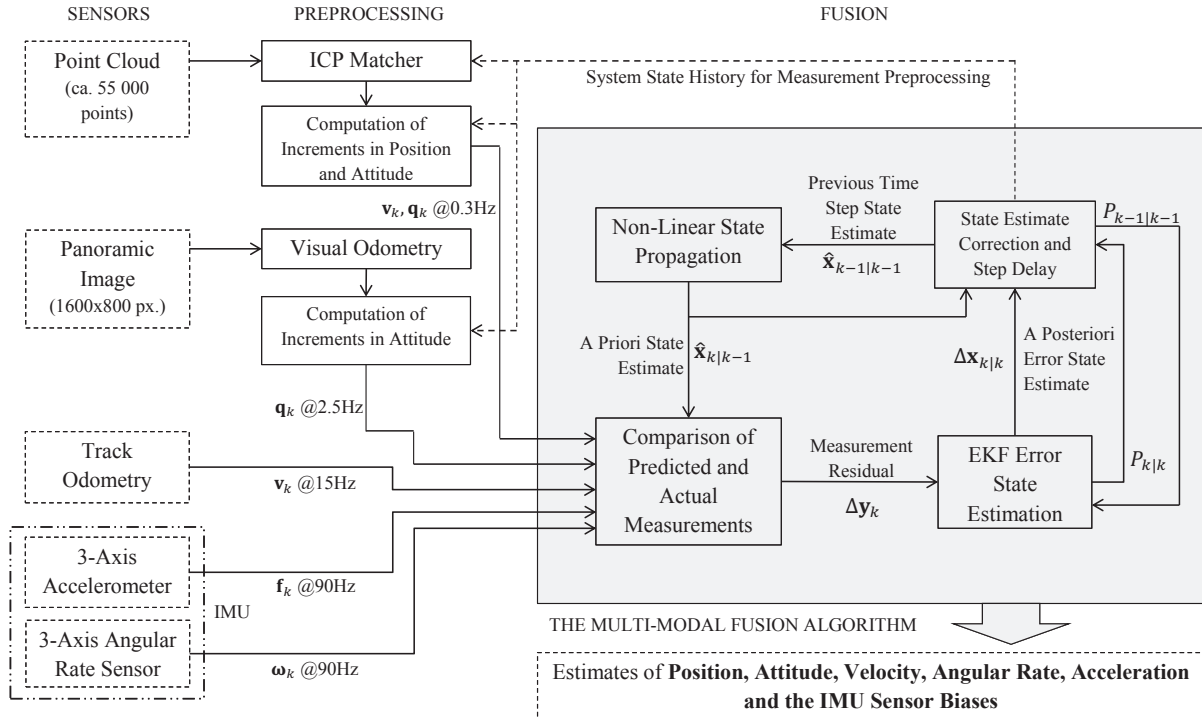 SENSORS
PREPROCESSING
FUSION
Point Cloud
(ca. 55 000
points)
ICP Matcher
System State History for Measurement Preprocessing
Computation of
Increments in Position
and Attitude
v_k, q_k @0.3Hz
Panoramic
Image
(1600x800 px.)
Visual Odometry
Computation of
Increments in Attitude
q_k @2.5Hz
Track
Odometry
v_k @15Hz
3-Axis
Accelerometer
f_k @90Hz
IMU
3-Axis Angular
Rate Sensor
ω_k @90Hz
Non-Linear State
Propagation
Previous Time
Step State
Estimate
x̂_{k−1|k−1}
State Estimate
Correction and
Step Delay
P_{k−1|k−1}
A Priori State
Estimate
x̂_{k|k−1}
Δx_{k|k}
A Posteriori
Error State
Estimate
P_{k|k}
Comparison of
Predicted and
Actual
Measurements
Measurement
Residual
Δy_k
EKF Error
State
Estimation
THE MULTI-MODAL FUSION ALGORITHM
Estimates of Position, Attitude, Velocity, Angular Rate, Acceleration
and the IMU Sensor Biases